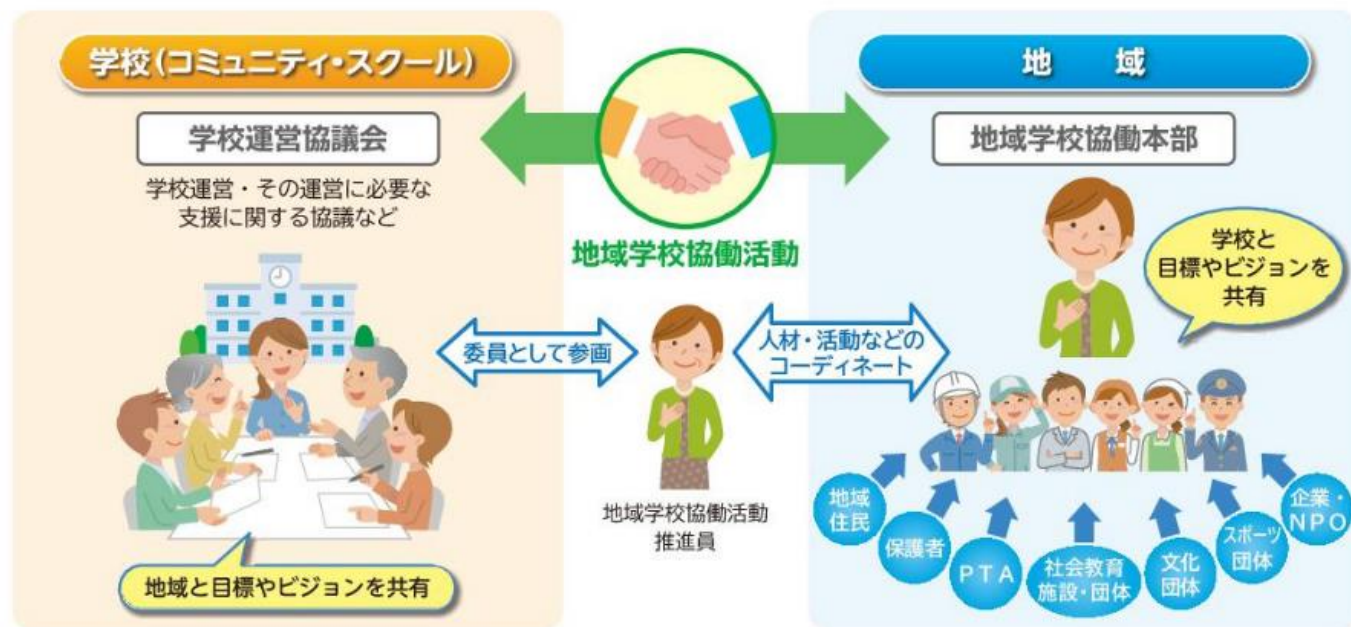 学校(コミュニティ・スクール)
学校運営協議会
学校運営・その運営に必要な
支援に関する協議など
地域と目標やビジョンを共有
地域学校協働活動
委員として参画
人材・活動などの
コーディネート
地域学校協働活動
推進員
地域
地域学校協働本部
学校と
目標やビジョンを
共有
地域
住民
保護者
PTA
社会教育
施設・団体
文化
団体
スポーツ
団体
企業・
NPO